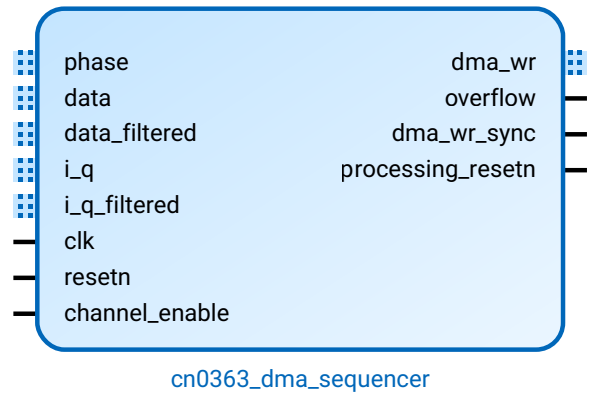 phase
data
data_filtered
i_q
i_q_filtered
clk
resetn
channel_enable
dma_wr
overflow
dma_wr_sync
processing_resetn
cn0363_dma_sequencer